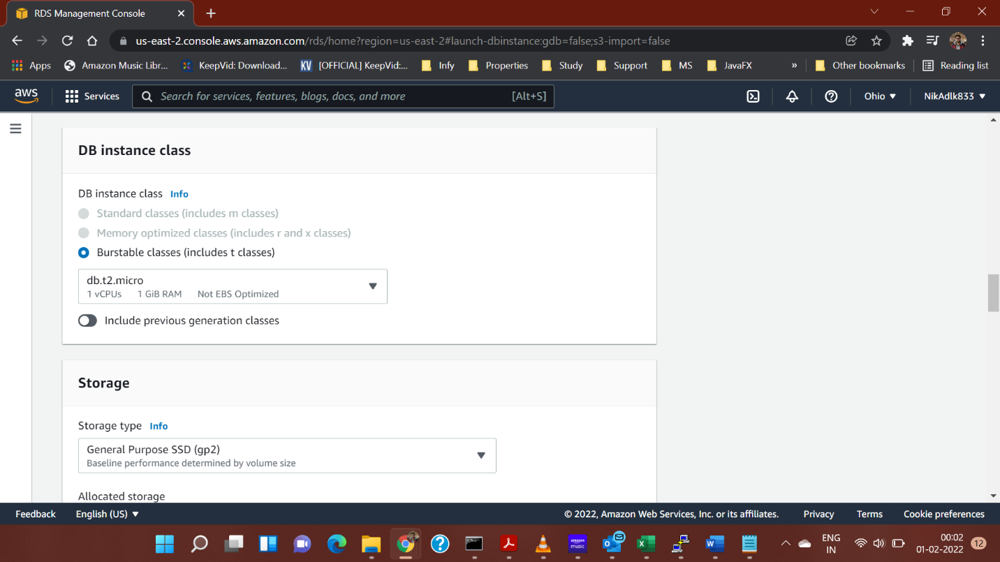 RDS Management Console
us-east-2.console.aws.amazon.com/rds/home?region=us-east-2#launch-dbinstance:gdb=false;s3-import=false
Apps Amazon Music Libr... KeepVid: Download... KV [OFFICIAL] KeepVid:... Infy Properties Study Support MS JavaFX » Other bookmarks Reading list
aws Services Search for services, features, blogs, docs, and more [Alt+S] Ohio ▼ NikAdlk833 ▼
DB instance class
DB instance class Info
Standard classes (includes m classes)
Memory optimized classes (includes r and x classes)
Burstable classes (includes t classes)
db.t2.micro
1 vCPUs 1 GiB RAM Not EBS Optimized
Include previous generation classes
Storage
Storage type Info
General Purpose SSD (gp2)
Baseline performance determined by volume size
Allocated storage
Feedback English (US) ▼ © 2022, Amazon Web Services, Inc. or its affiliates. Privacy Terms Cookie preferences
amazon music
ENG
IN
00:02
01-02-2022
12